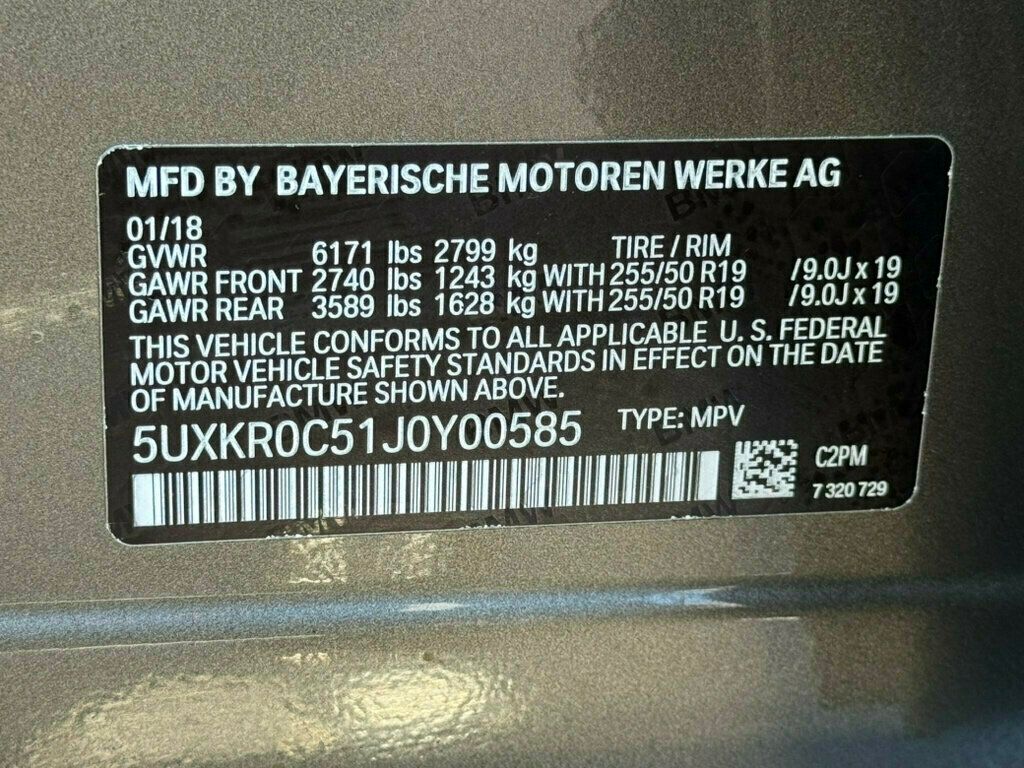 MFD BY BAYERISCHE MOTOREN WERKE AG
01/18
GVWR 6171 lbs 2799 kg TIRE / RIM
GAWR FRONT 2740 lbs 1243 kg WITH 255/50 R19 /9.0J x 19
GAWR REAR 3589 lbs 1628 kg WITH 255/50 R19 /9.0J x 19
THIS VEHICLE CONFORMS TO ALL APPLICABLE U. S. FEDERAL
MOTOR VEHICLE SAFETY STANDARDS IN EFFECT ON THE DATE
OF MANUFACTURE SHOWN ABOVE.
5UXKR0C51J0Y00585 TYPE: MPV
C2PM
7 320 729